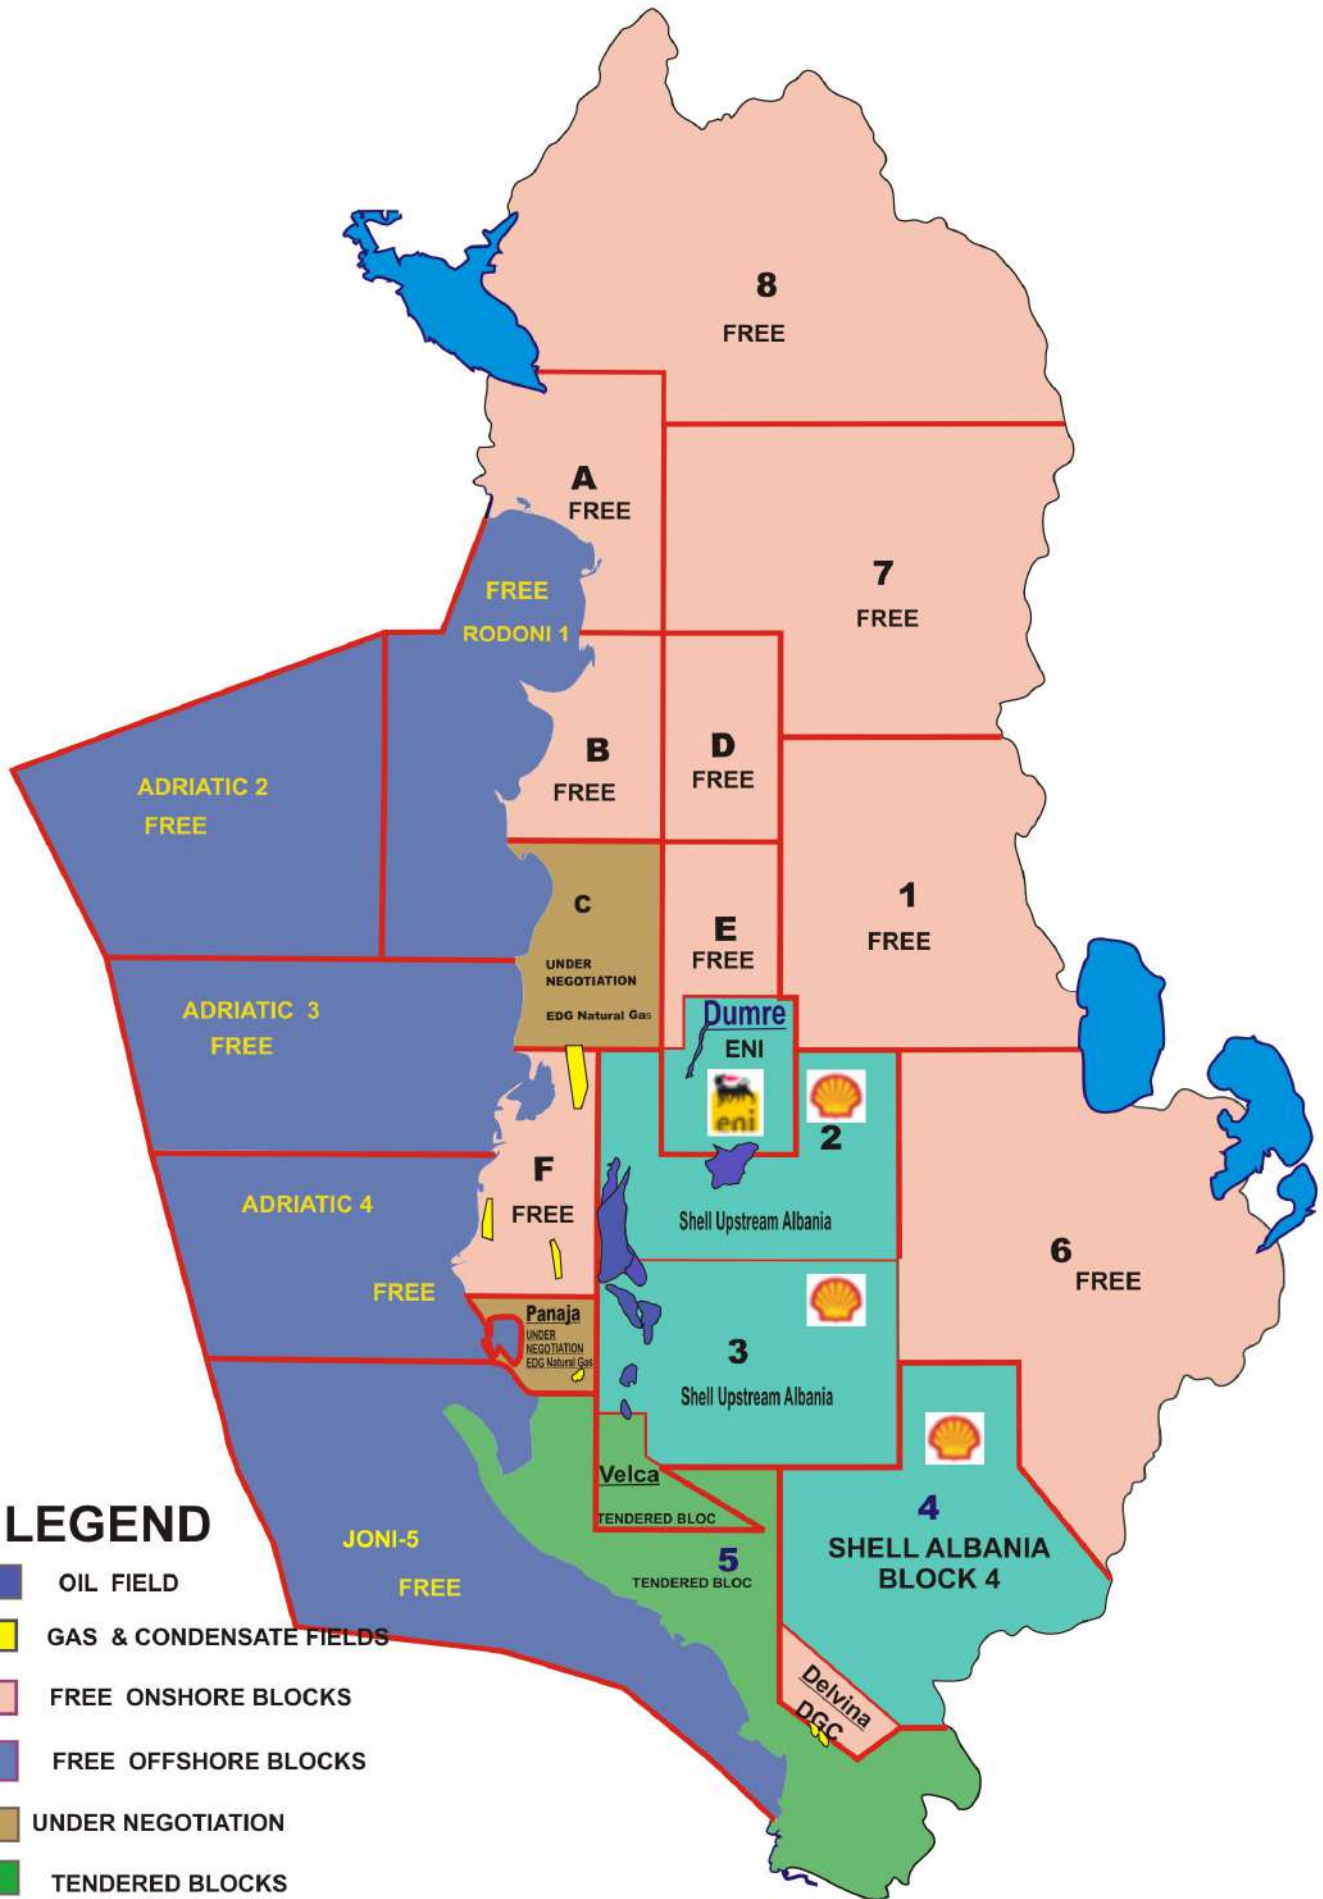 8
FREE
A
FREE
7
FREE
FREE
RODONI 1
B
FREE
D
FREE
ADRIATIC 2
FREE
C
UNDER
NEGOTIATION
EDG Natural Gas
E
FREE
1
FREE
ADRIATIC 3
FREE
Dumre
ENI
eni
2
Shell Upstream Albania
F
FREE
ADRIATIC 4
FREE
6
FREE
Panaja
UNDER
NEGOTIATION
EDG Natural Gas
3
Shell Upstream Albania
Velca
TENDERED BLOC
4
SHELL ALBANIA
BLOCK 4
5
TENDERED BLOC
JONI-5
FREE
Delvina
DGC
LEGEND
OIL FIELD
GAS & CONDENSATE FIELDS
FREE ONSHORE BLOCKS
FREE OFFSHORE BLOCKS
UNDER NEGOTIATION
TENDERED BLOCKS